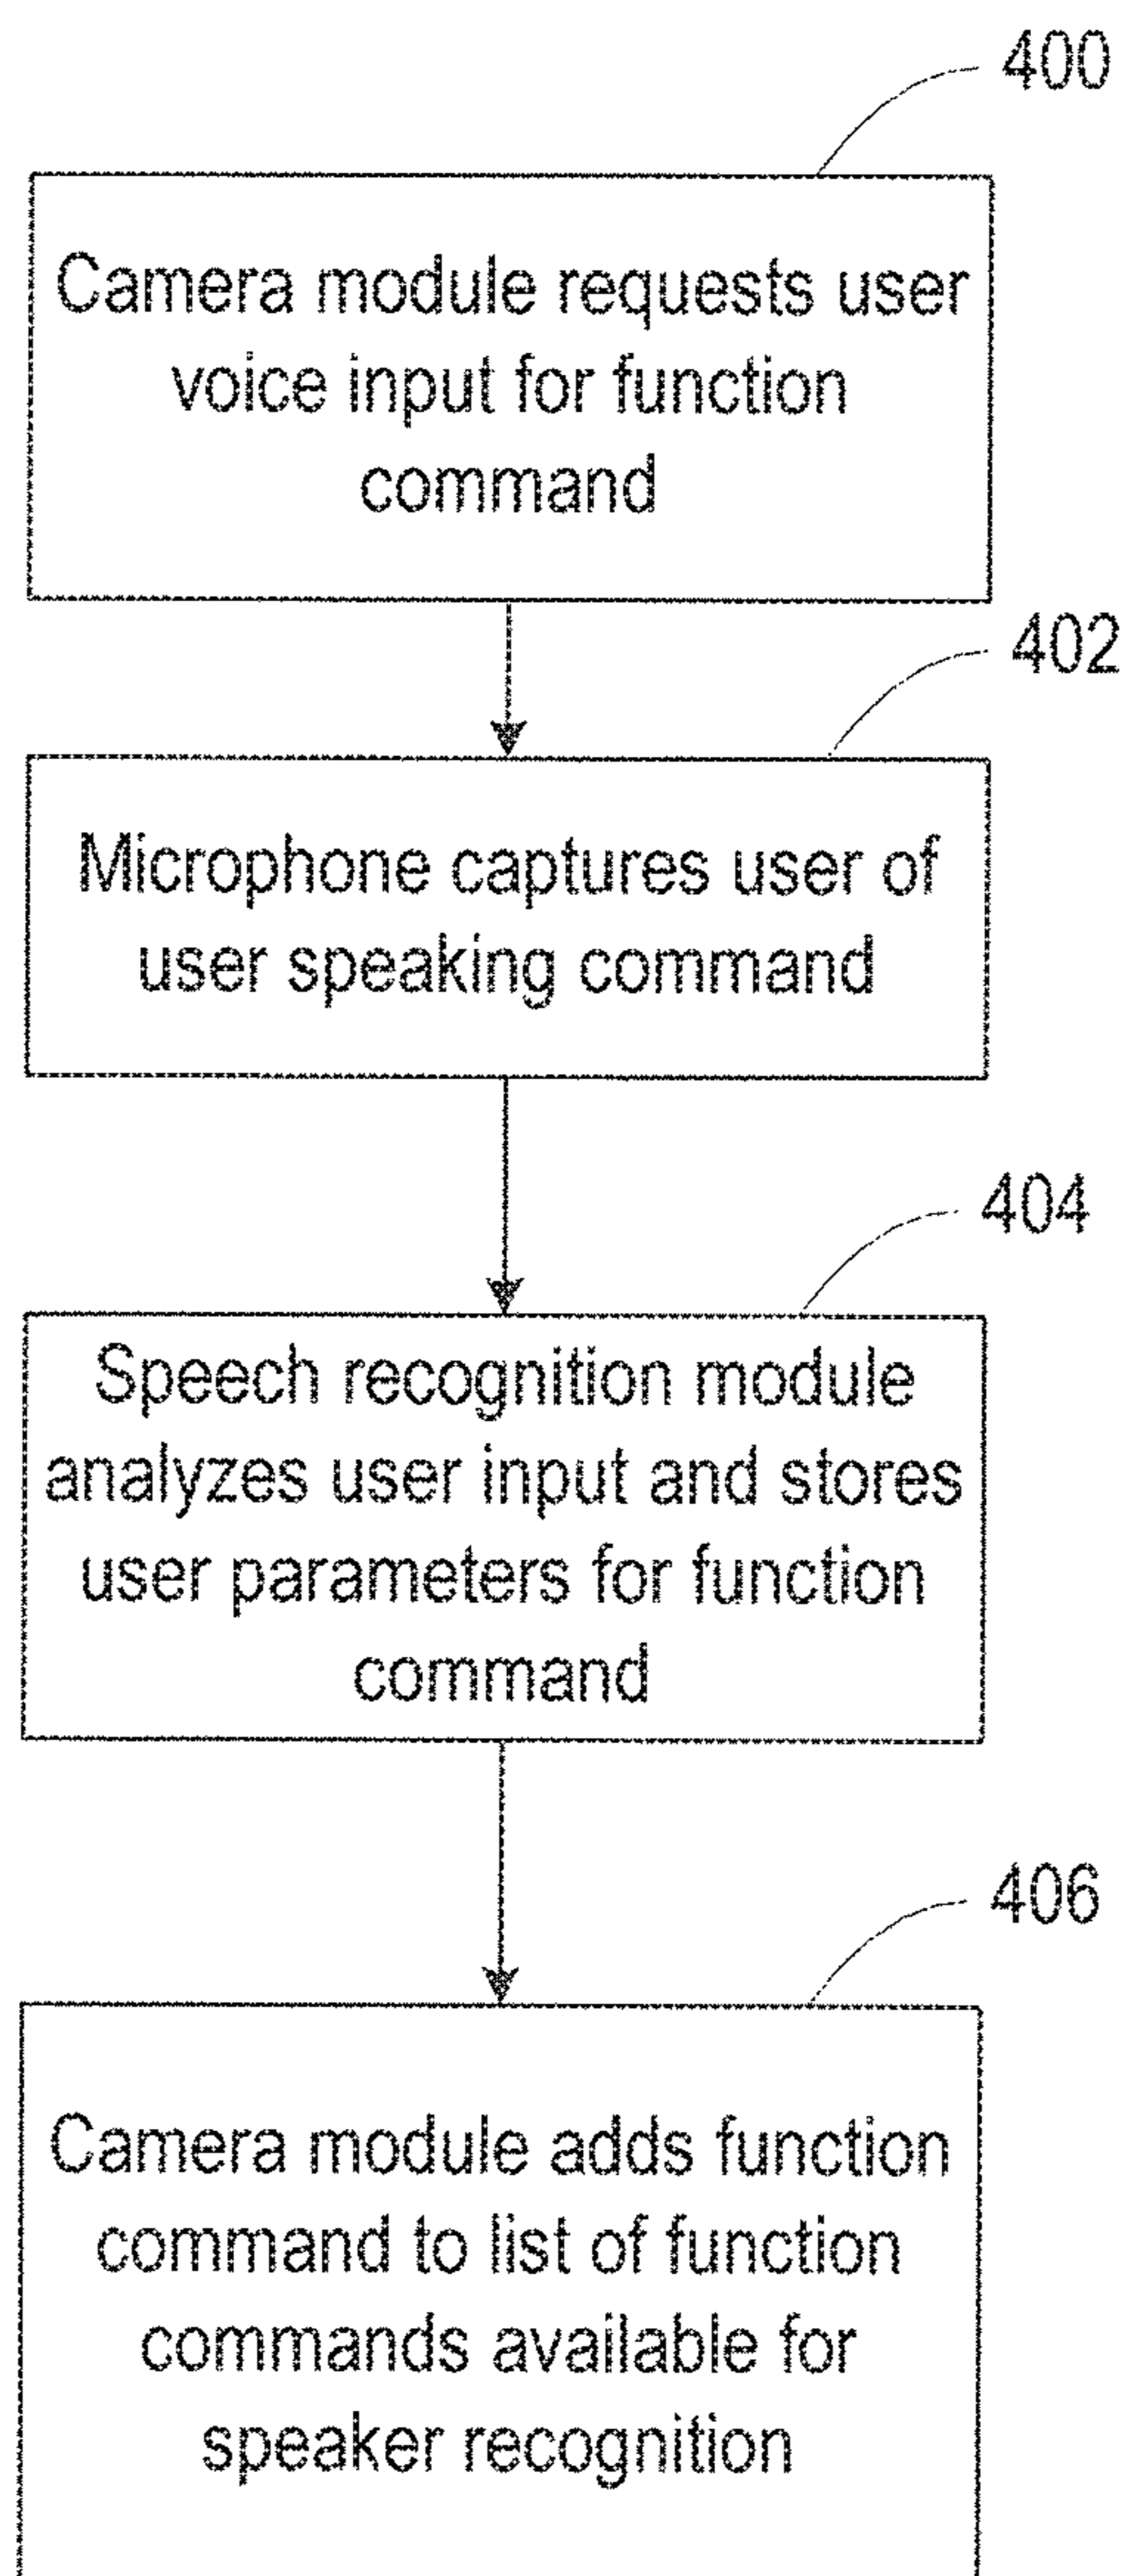 400
Camera module requests user
voice input for function
command
402
Microphone captures user of
user speaking command
404
Speech recognition module
analyzes user input and stores
user parameters for function
command
406
Camera module adds function
command to list of function
commands available for
speaker recognition